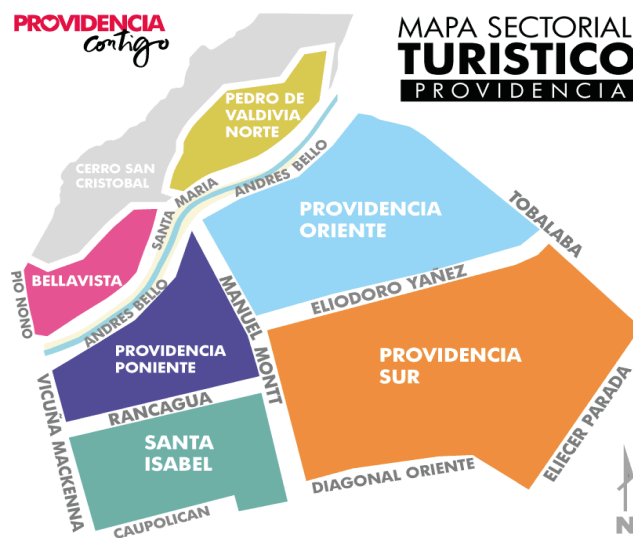 PROVIDENCIA
contigo
MAPA SECTORIAL
TURISTICO
PROVIDENCIA
PEDRO DE
VALDIVIA
NORTE
CERRO SAN
CRISTOBAL
SANTA MARIA
ANDRES BELLO
PROVIDENCIA
ORIENTE
TOBALABA
BELLAVISTA
PIO NONO
ANDRES BELLO
MANUEL MONTT
ELIODORO YAÑEZ
PROVIDENCIA
PONIENTE
PROVIDENCIA
SUR
VICUÑA MACKENNA
RANCAGUA
SANTA
ISABEL
ELIECER PARADA
DIAGONAL ORIENTE
CAUPOLICAN
N